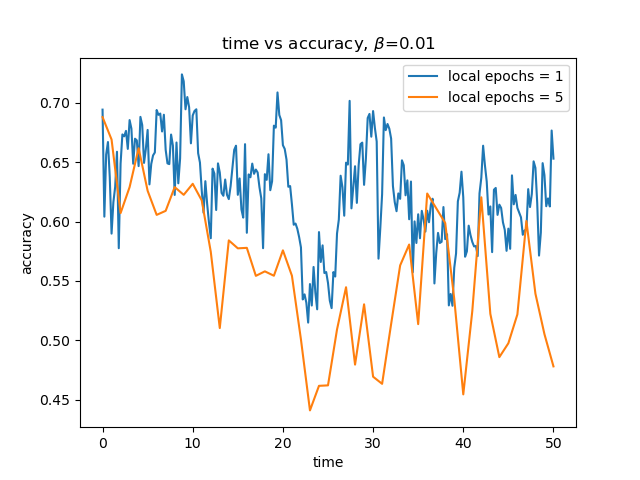 time vs accuracy, β=0.01
local epochs = 1
local epochs = 5
0.70
0.65
0.60
0.55
0.50
0.45
accuracy
0 10 20 30 40 50
time